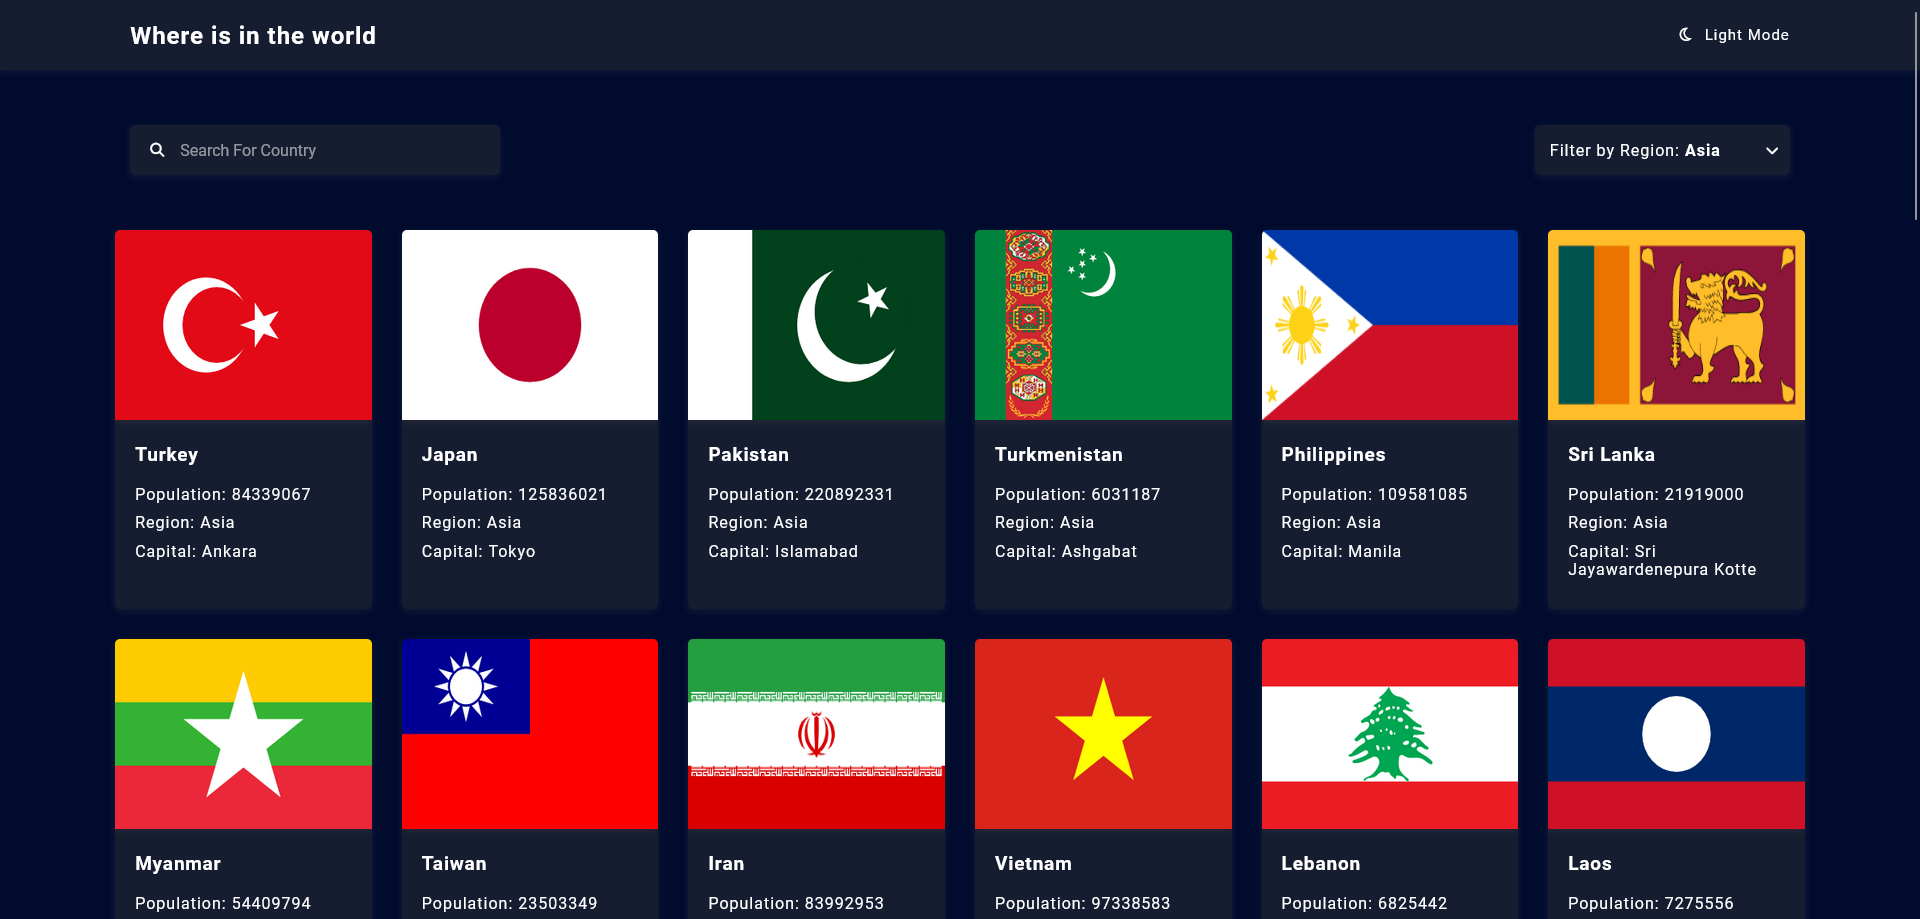 Where is in the world
Light Mode
Search For Country
Filter by Region: Asia
Turkey
Population: 84339067
Region: Asia
Capital: Ankara
Japan
Population: 125836021
Region: Asia
Capital: Tokyo
Pakistan
Population: 220892331
Region: Asia
Capital: Islamabad
Turkmenistan
Population: 6031187
Region: Asia
Capital: Ashgabat
Philippines
Population: 109581085
Region: Asia
Capital: Manila
Sri Lanka
Population: 21919000
Region: Asia
Capital: Sri
Jayawardenepura Kotte
Myanmar
Population: 54409794
Taiwan
Population: 23503349
Iran
Population: 83992953
Vietnam
Population: 97338583
Lebanon
Population: 6825442
Laos
Population: 7275556